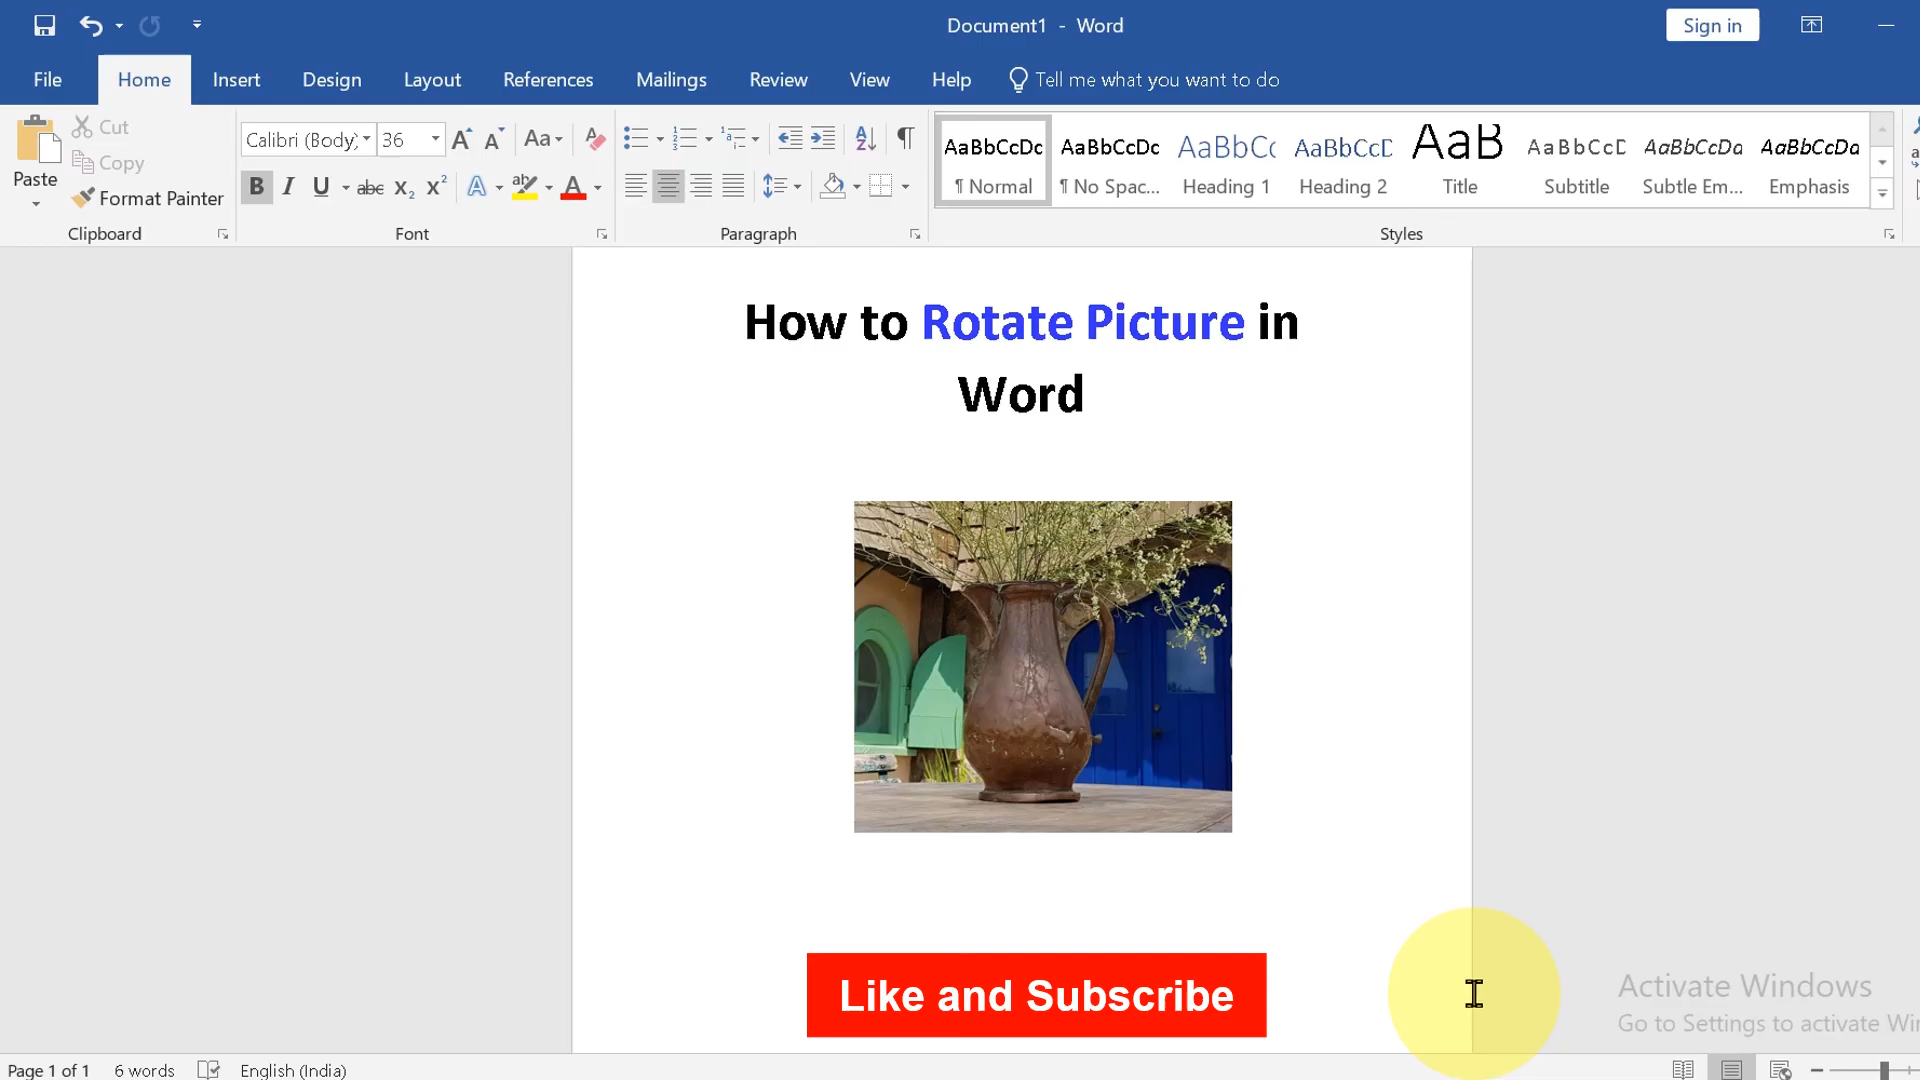 Document1 - Word
Sign in
File Home Insert Design Layout References Mailings Review View Help Tell me what you want to do
Paste
Cut
Copy
Format Painter
Clipboard
Calibri (Body) 36
Aa
B I U abc X2 X2
ab A
Font
Paragraph
AaBbCcDc AaBbCcDc AaBbCc AaBbCcD AaB AaBbCcD AaBbCcDa AaBbCcDa
¶ Normal ¶ No Spac... Heading 1 Heading 2 Title Subtitle Subtle Em... Emphasis
Styles
How to Rotate Picture in
Word
Like and Subscribe
Activate Windows
Go to Settings to activate
Page 1 of 1 6 words English (India)